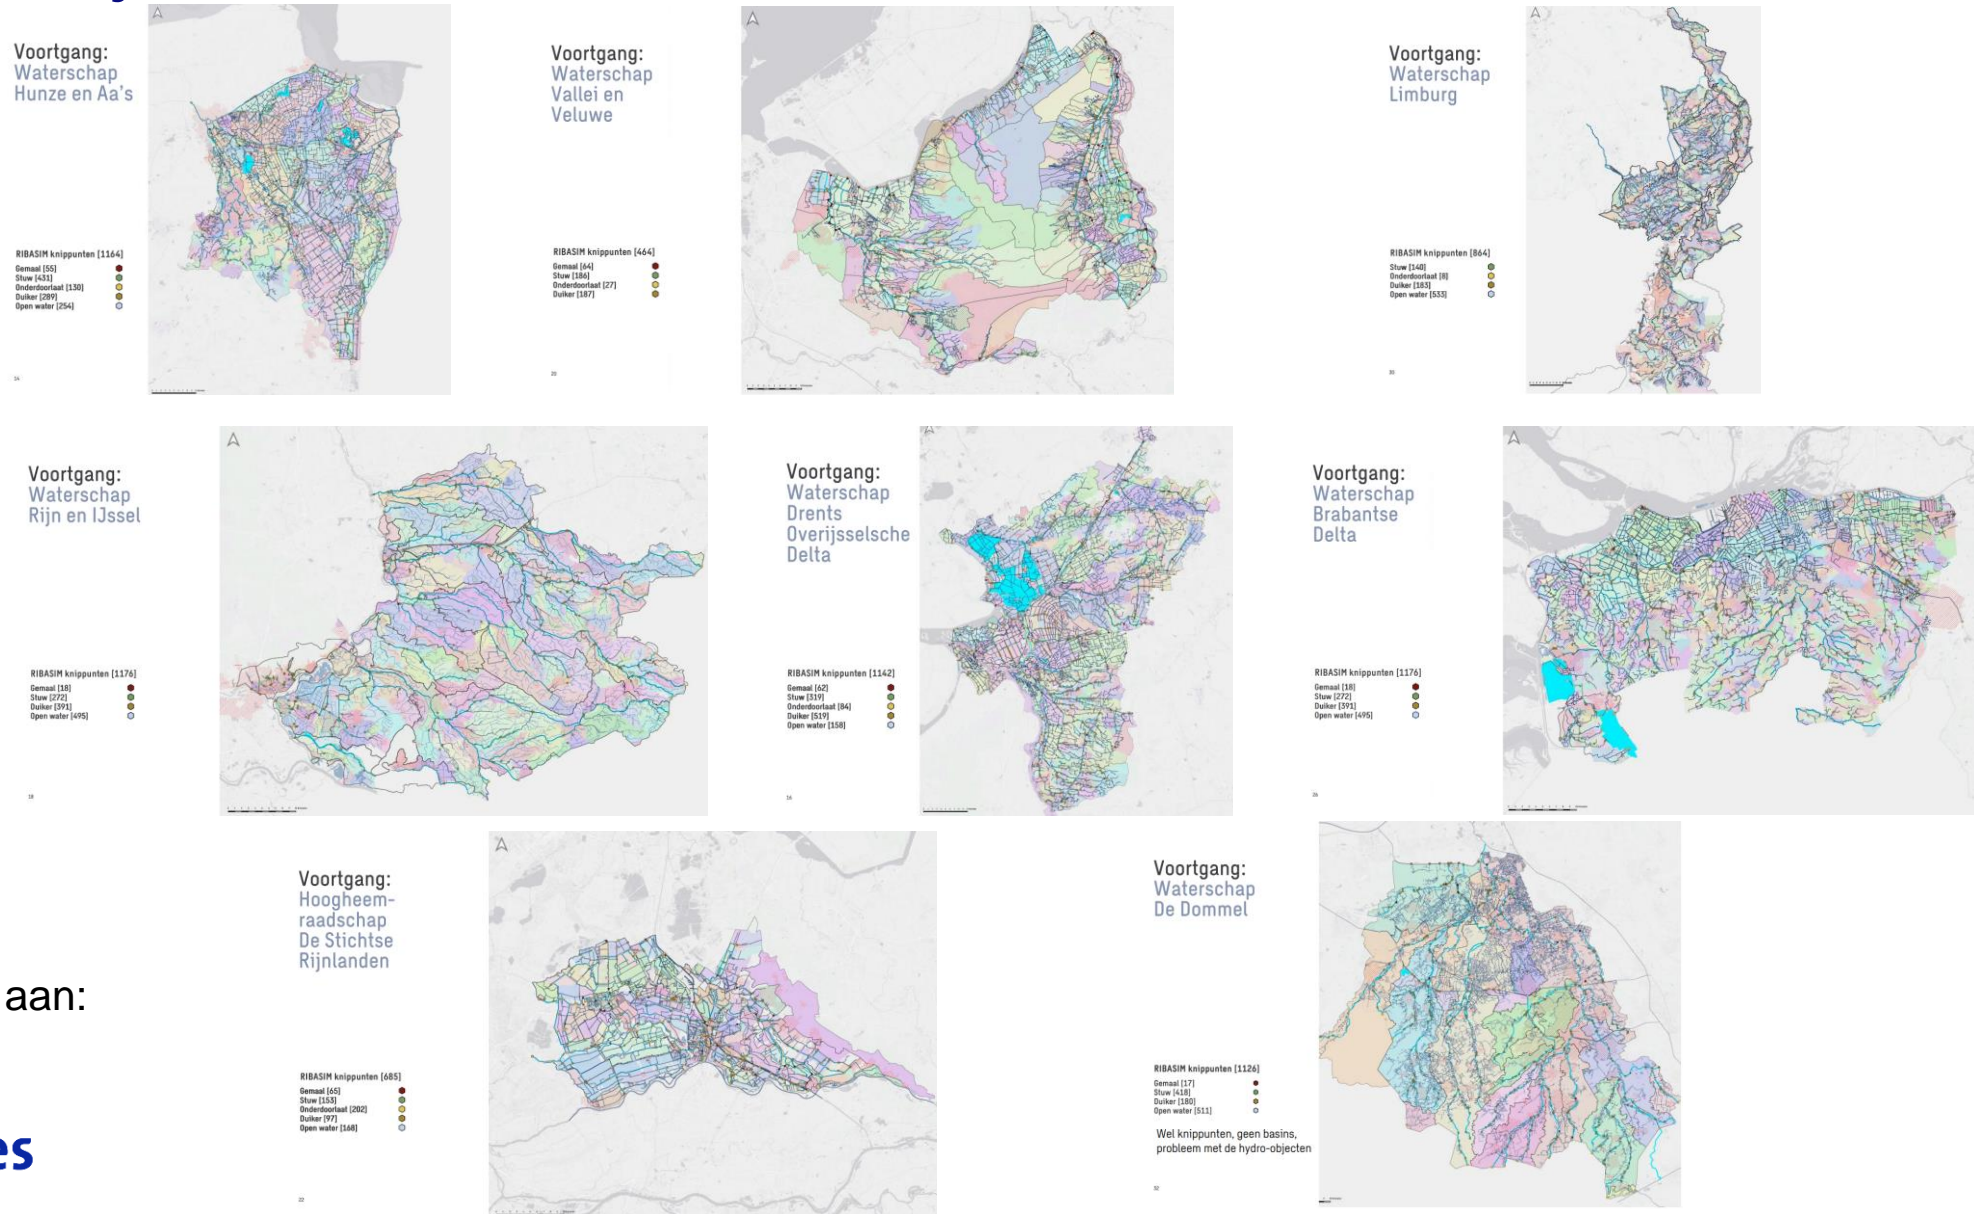 Voortgang:
Waterschap
Hunze en Aa's
RIBASIM knippunten [1164]
Gemaal [55]
Stuw [431]
Onderdoorlaat [130]
Duiker [289]
Open water [254]
Voortgang:
Waterschap
Vallei en
Veluwe
RIBASIM knippunten [464]
Gemaal [64]
Stuw [186]
Onderdoorlaat [27]
Duiker [187]
20
Voortgang:
Waterschap
Limburg
RIBASIM knippunten [864]
Stuw [140]
Onderdoorlaat [8]
Duiker [183]
Open water [533]
Voortgang:
Waterschap
Rijn en IJssel
RIBASIM knippunten [1176]
Gemaal [18]
Stuw [272]
Duiker [391]
Open water [495]
18
Voortgang:
Waterschap
Drents
Overijsselsche
Delta
RIBASIM knippunten [1142]
Gemaal [62]
Stuw [319]
Onderdoorlaat [84]
Duiker [519]
Open water [158]
16
Voortgang:
Waterschap
Brabantse
Delta
RIBASIM knippunten [1176]
Gemaal [18]
Stuw [272]
Duiker [391]
Open water [495]
26
Voortgang:
Hoogheem-
raadschap
De Stichtse
Rijnlanden
RIBASIM knippunten [685]
Gemaal [65]
Stuw [153]
Onderdoorlaat [202]
Duiker [97]
Open water [168]
22
Voortgang:
Waterschap
De Dommel
RIBASIM knippunten [1126]
Gemaal [17]
Stuw [418]
Duiker [180]
Open water [511]
Wel knippunten, geen basins,
probleem met de hydro-objecten
32
aan:
es